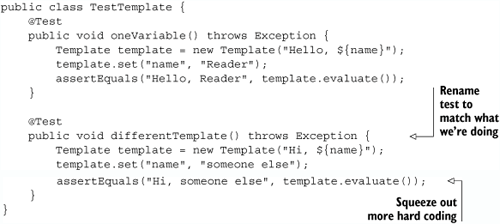 public class TestTemplate {
@Test
public void oneVariable() throws Exception {
Template template = new Template("Hello, ${name}");
template.set("name", "Reader");
assertEquals("Hello, Reader", template.evaluate());
}
@Test
public void differentTemplate() throws Exception {
Template template = new Template("Hi, ${name}");
template.set("name", "someone else");
assertEquals("Hi, someone else", template.evaluate());
}
}
Rename
test to
match what
we're doing
Squeeze out
more hard coding